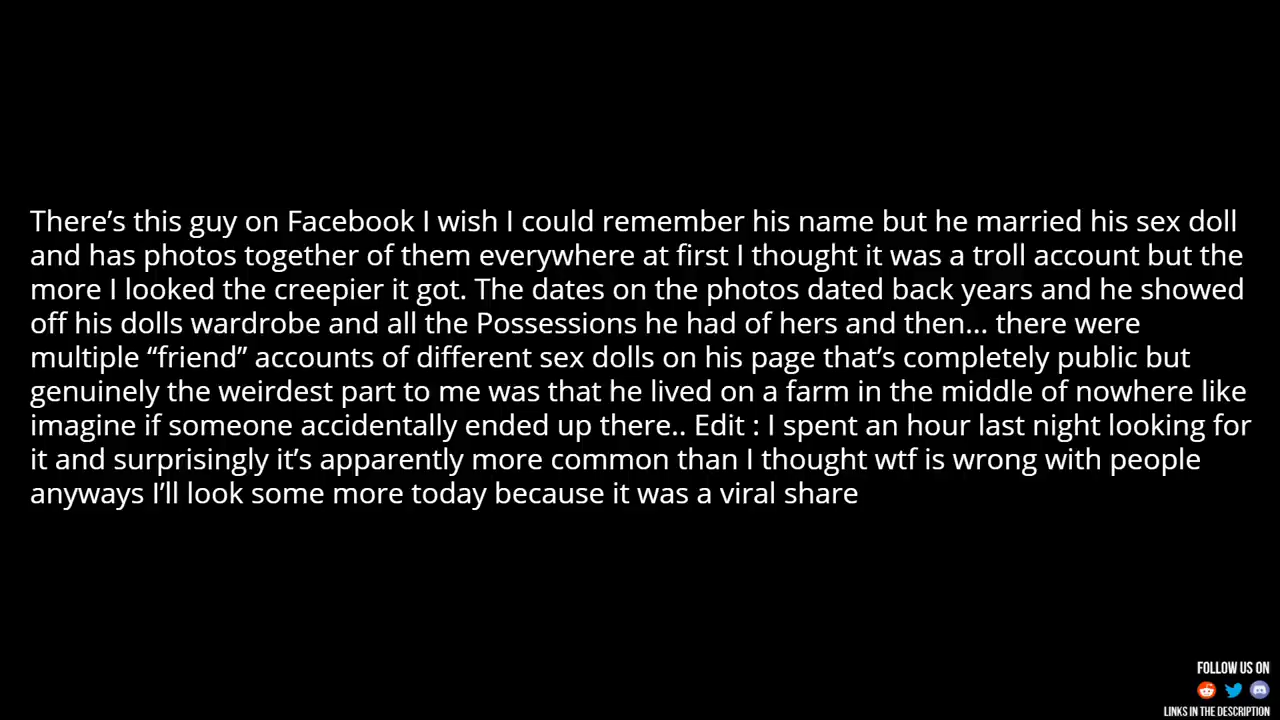 There’s this guy on Facebook I wish I could remember his name but he married his sex doll
and has photos together of them everywhere at first I thought it was a troll account but the
more I looked the creepier it got. The dates on the photos dated back years and he showed
off his dolls wardrobe and all the Possessions he had of hers and then... there were
multiple “friend” accounts of different sex dolls on his page that’s completely public but
genuinely the weirdest part to me was that he lived on a farm in the middle of nowhere like
imagine if someone accidentally ended up there.. Edit : I spent an hour last night looking for
it and surprisingly it’s apparently more common than I thought wtf is wrong with people
anyways I’ll look some more today because it was a viral share
FOLLOW US ON
LINKS IN THE DESCRIPTION